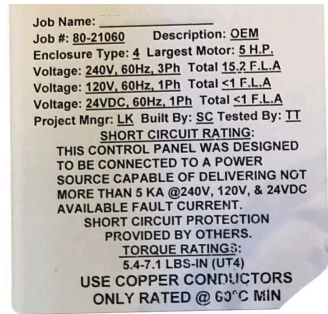 Job Name:
Job #: 80-21060 Description: OEM
Enclosure Type: 4 Largest Motor: 5 H.P.
Voltage: 240V, 60Hz, 3Ph Total 15.2 F.L.A
Voltage: 120V, 60Hz, 1Ph Total <1 F.L.A
Voltage: 24VDC, 60Hz, 1Ph Total <1 F.L.A
Project Mngr: LK Built By: SC Tested By: TT
SHORT CIRCUIT RATING:
THIS CONTROL PANEL WAS DESIGNED
TO BE CONNECTED TO A POWER
SOURCE CAPABLE OF DELIVERING NOT
MORE THAN 5 KA @240V, 120V, & 24VDC
AVAILABLE FAULT CURRENT.
SHORT CIRCUIT PROTECTION
PROVIDED BY OTHERS.
TORQUE RATINGS:
5.4-7.1 LBS-IN (UT4)
USE COPPER CONDUCTORS
ONLY RATED @ 60°C MIN